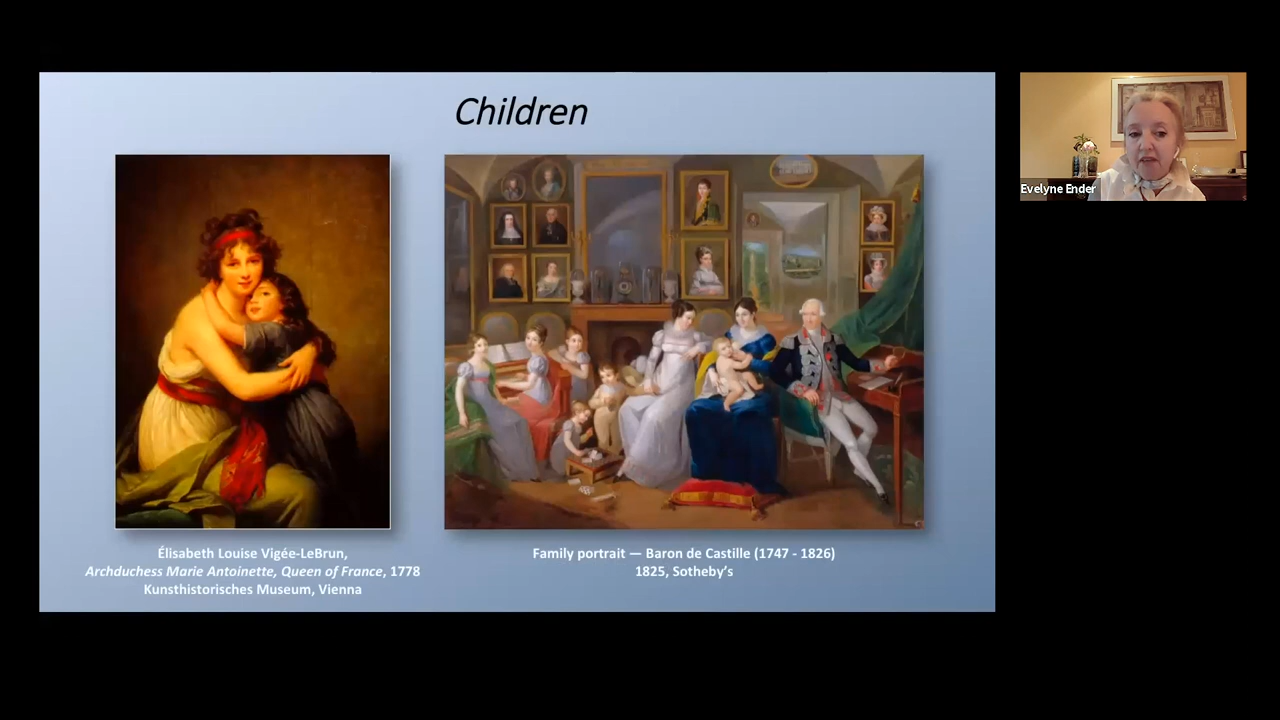 Children
Élisabeth Louise Vigée-LeBrun,
Archduchess Marie Antoinette, Queen of France, 1778
Kunsthistorisches Museum, Vienna
Family portrait — Baron de Castille (1747 - 1826)
1825, Sotheby's
Evelyne Ender